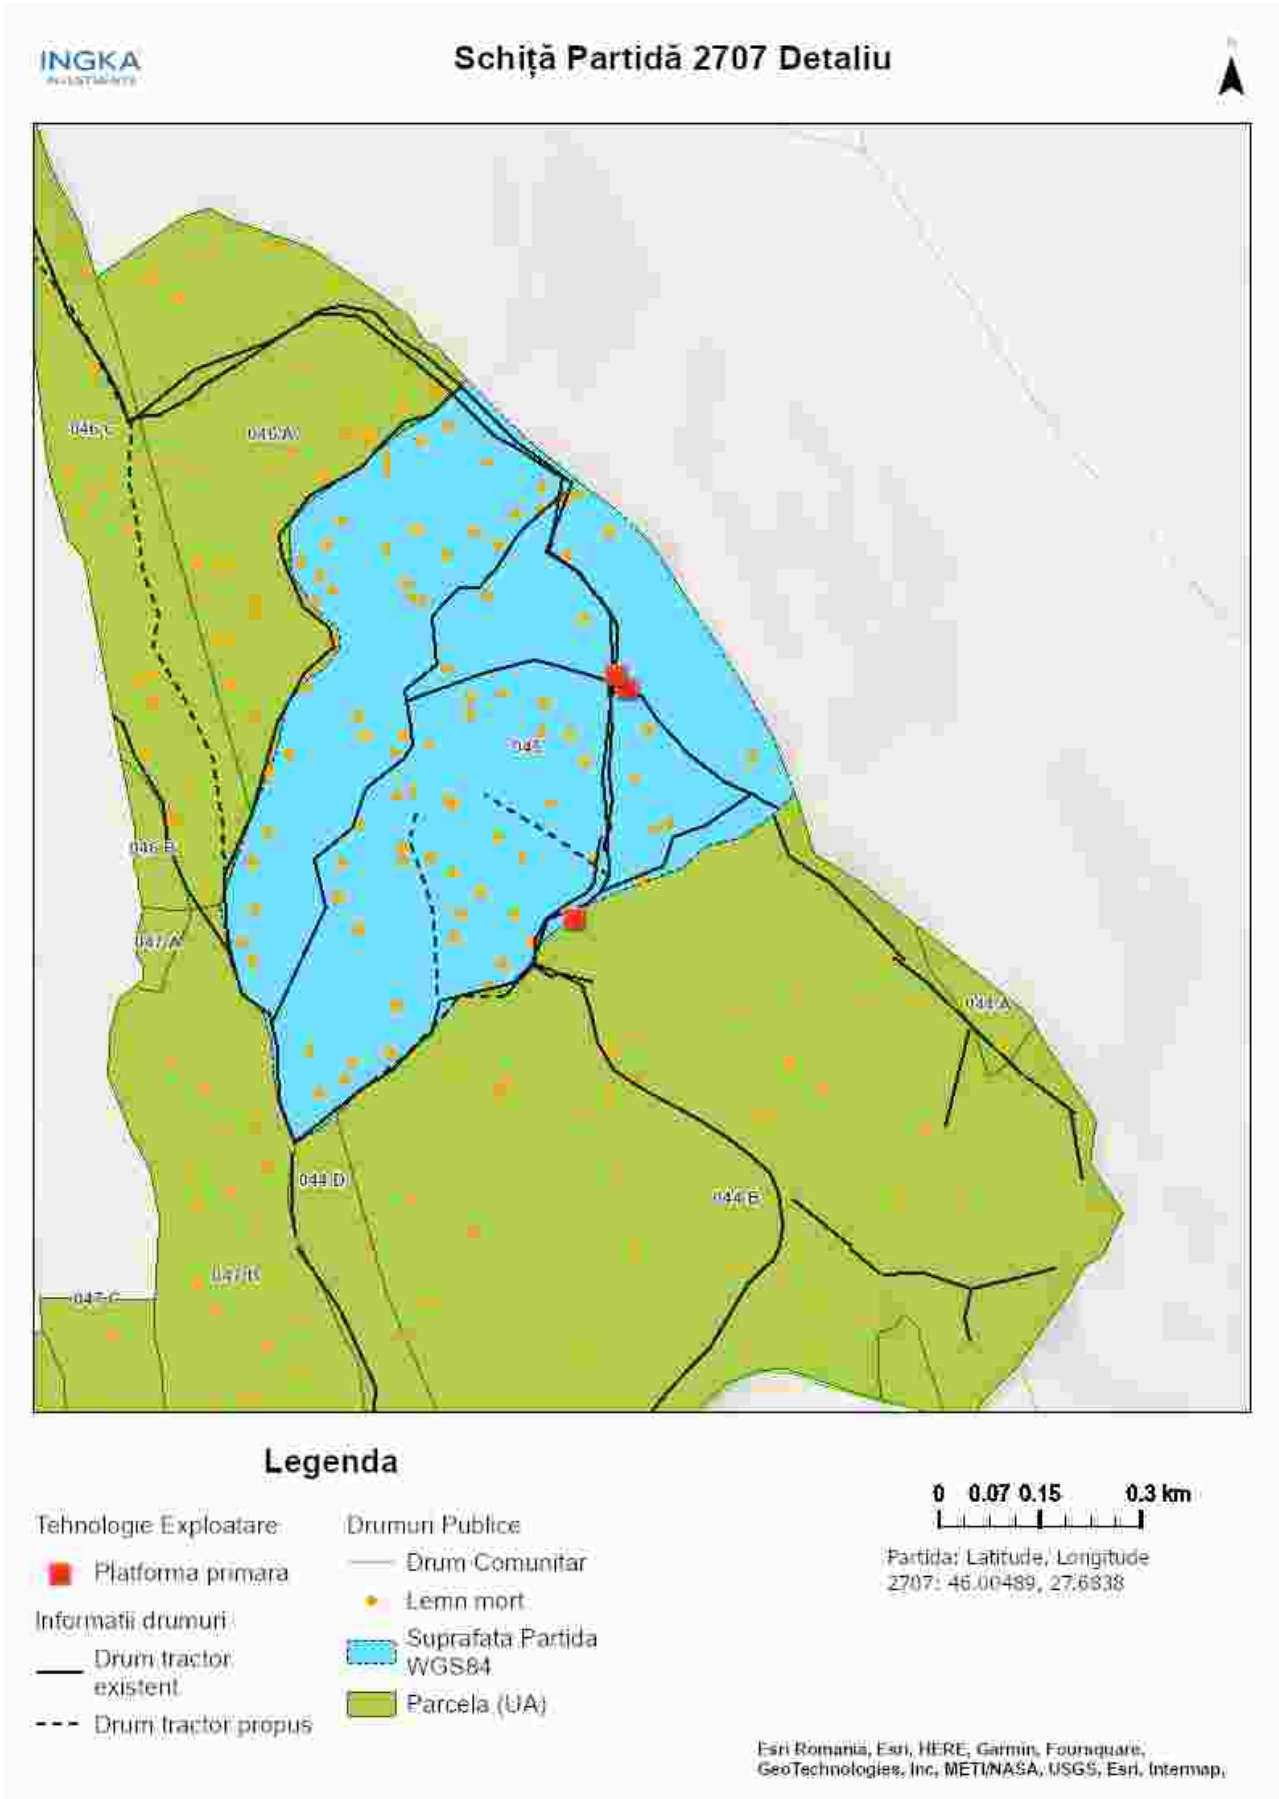 INGKA
Schiță Partidă 2707 Detaliu
046 C
046 A
045
046 B
047 A
044 A
044 D
044 B
047 B
047 C
Legenda
Tehnologie Exploatare
Platforma primara
Informatii drumuri
Drum tractor
existent
Drum tractor propus
Drumuri Publice
Drum Comunitar
Lemn mort
Suprafata Partida
WGS84
Parcela (UA)
0 0.07 0.15 0.3 km
Partida: Latitude, Longitude
2707: 46.00489, 27.6838
Esri Romania, Esri, HERE, Garmin, Foursquare,
GeoTechnologies, Inc, METI/NASA, USGS, Esri, Intermap,